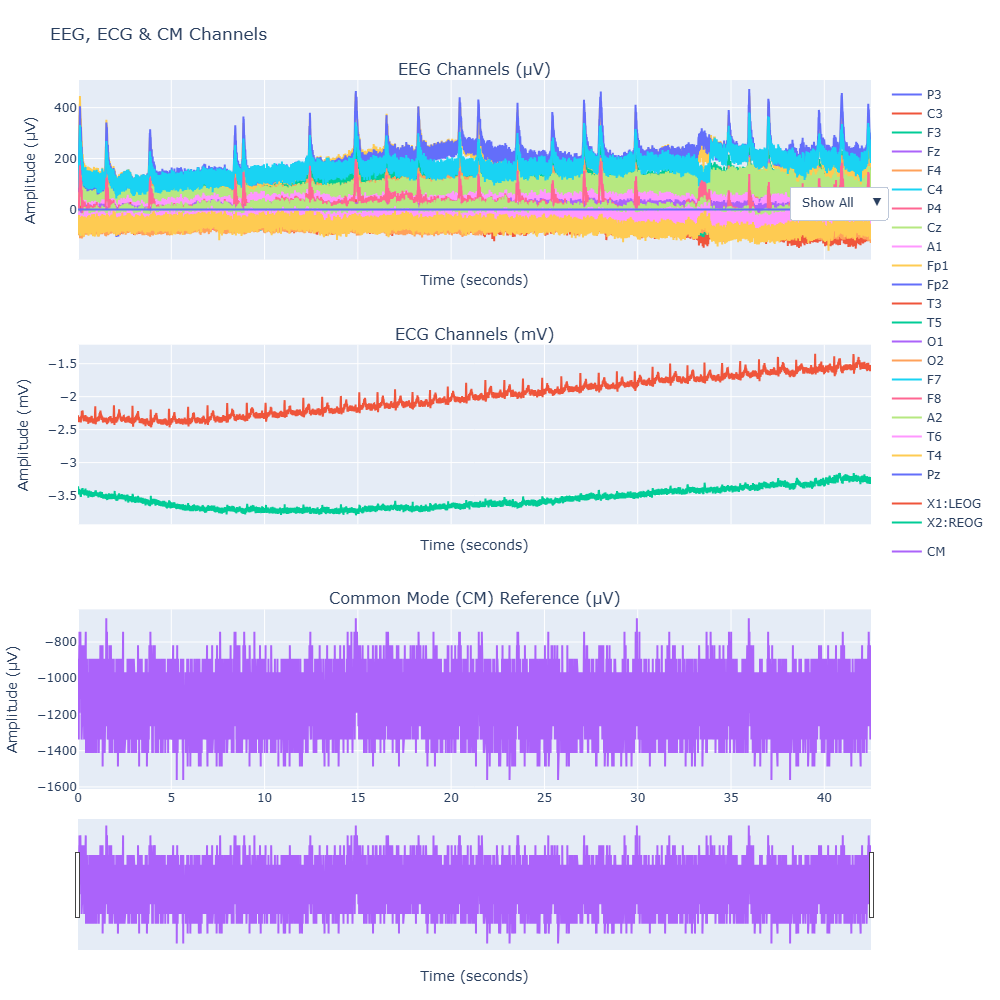 EEG, ECG & CM Channels
EEG Channels (µV)
Amplitude (µV)
400
200
0
Time (seconds)
Show All ▼
ECG Channels (mV)
Amplitude (mV)
−1.5
−2
−2.5
−3
−3.5
Time (seconds)
Common Mode (CM) Reference (µV)
Amplitude (µV)
−800
−1000
−1200
−1400
−1600
0 5 10 15 20 25 30 35 40
Time (seconds)
P3
C3
F3
Fz
F4
C4
P4
Cz
A1
Fp1
Fp2
T3
T5
O1
O2
F7
F8
A2
T6
T4
Pz
X1:LEOG
X2:REOG
CM